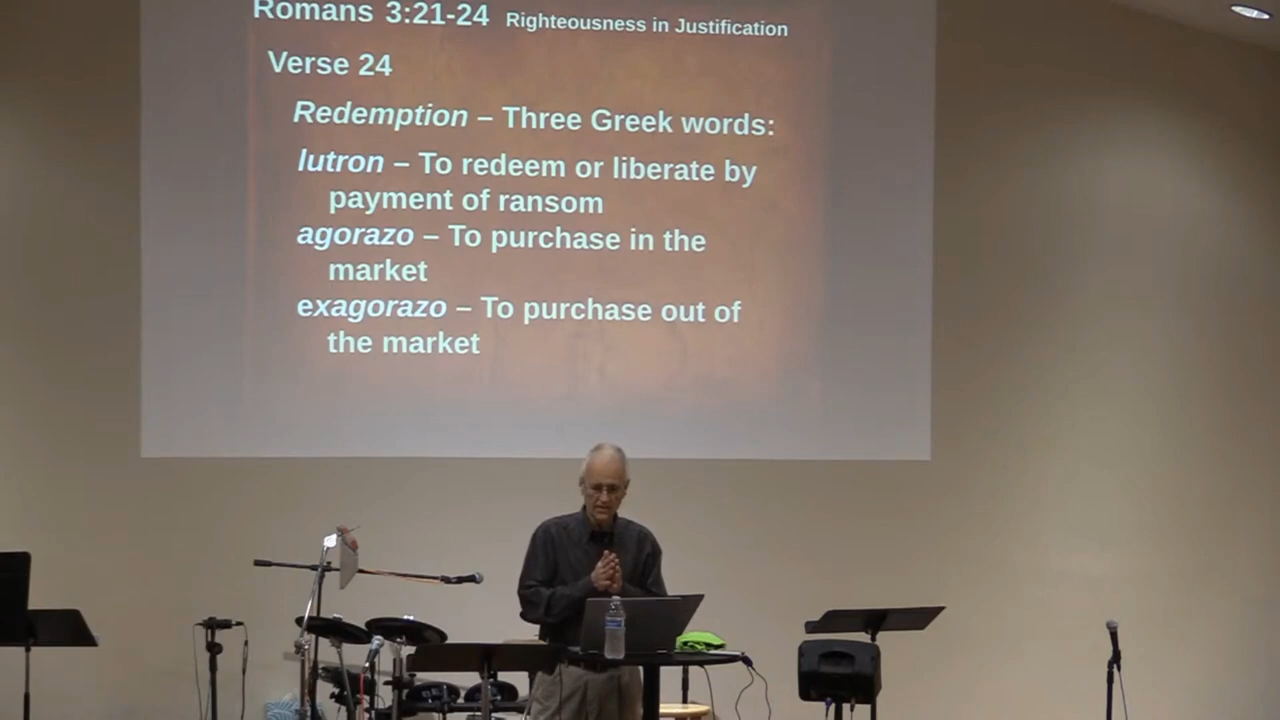 Romans 3:21-24 Righteousness in Justification
Verse 24
Redemption – Three Greek words:
lutron – To redeem or liberate by
payment of ransom
agorazo – To purchase in the
market
exagorazo – To purchase out of
the market